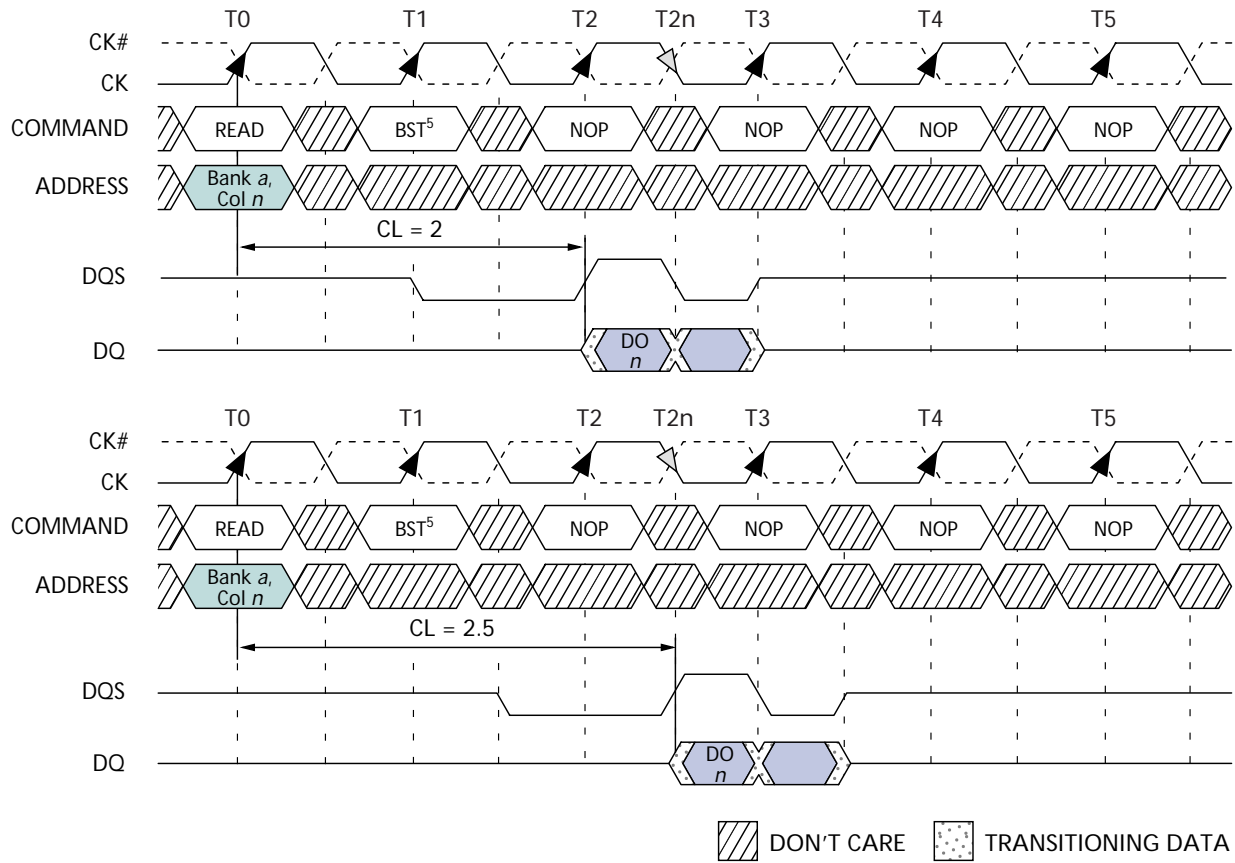 T0 T1 T2 T2n T3 T4 T5
CK#
CK
COMMAND READ BST5 NOP NOP NOP NOP
ADDRESS Bank a,
Col n
CL = 2
DQS
DQ DO
n
T0 T1 T2 T2n T3 T4 T5
CK#
CK
COMMAND READ BST5 NOP NOP NOP NOP
ADDRESS Bank a,
Col n
CL = 2.5
DQS
DQ DO
n
DON'T CARE TRANSITIONING DATA